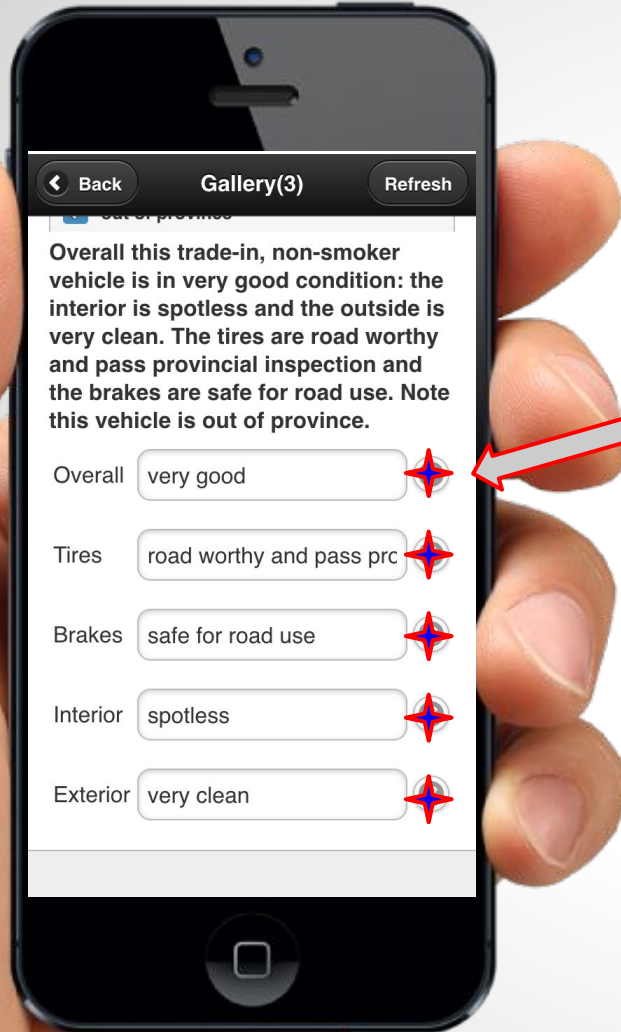 Back
Gallery(3)
Refresh
out of province
Overall this trade-in, non-smoker
vehicle is in very good condition: the
interior is spotless and the outside is
very clean. The tires are road worthy
and pass provincial inspection and
the brakes are safe for road use. Note
this vehicle is out of province.
Overall very good
Tires road worthy and pass prc
Brakes safe for road use
Interior spotless
Exterior very clean